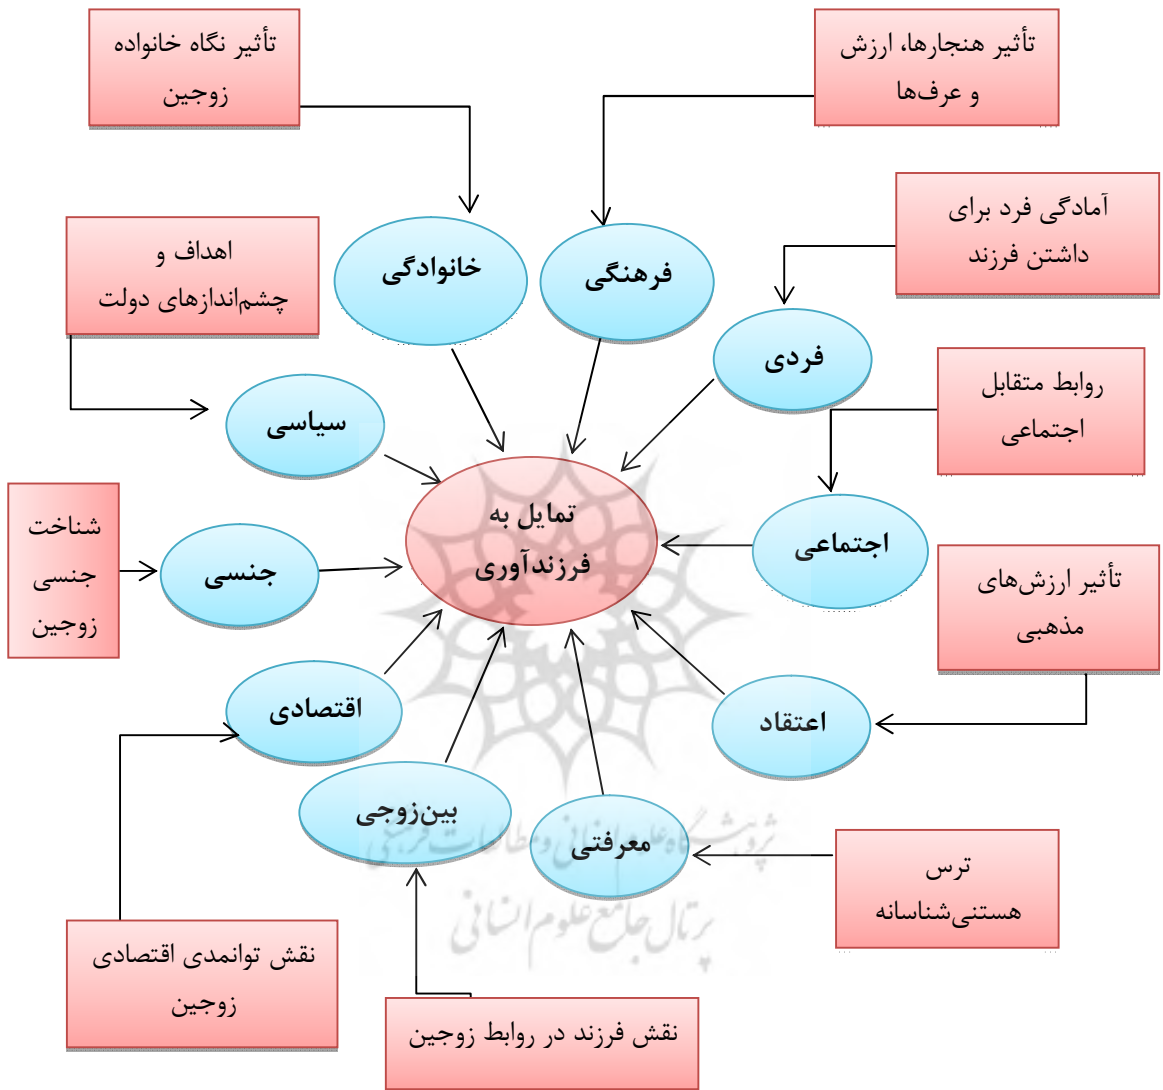 تأثیر هنجارها، ارزش
و عرف‌ها
تأثیر نگاه خانواده
زوجین
آمادگی فرد برای
داشتن فرزند
اهداف و
چشم‌اندازهای دولت
خانوادگی
فرهنگی
فردی
روابط متقابل
اجتماعی
سیاسی
تمایل به
فرزندآوری
اجتماعی
جنسی
شناخت
جنسی
زوجین
تأثیر ارزش‌های
مذهبی
اعتقاد
اقتصادی
بین‌زوجی
معرفتی
ترس
هستنی‌شناسانه
نقش توانمدی اقتصادی
زوجین
نقش فرزند در روابط زوجین
پژوهشگاه علوم انسانی و مطالعات فرهنگی
پرتال جامع علوم انسانی